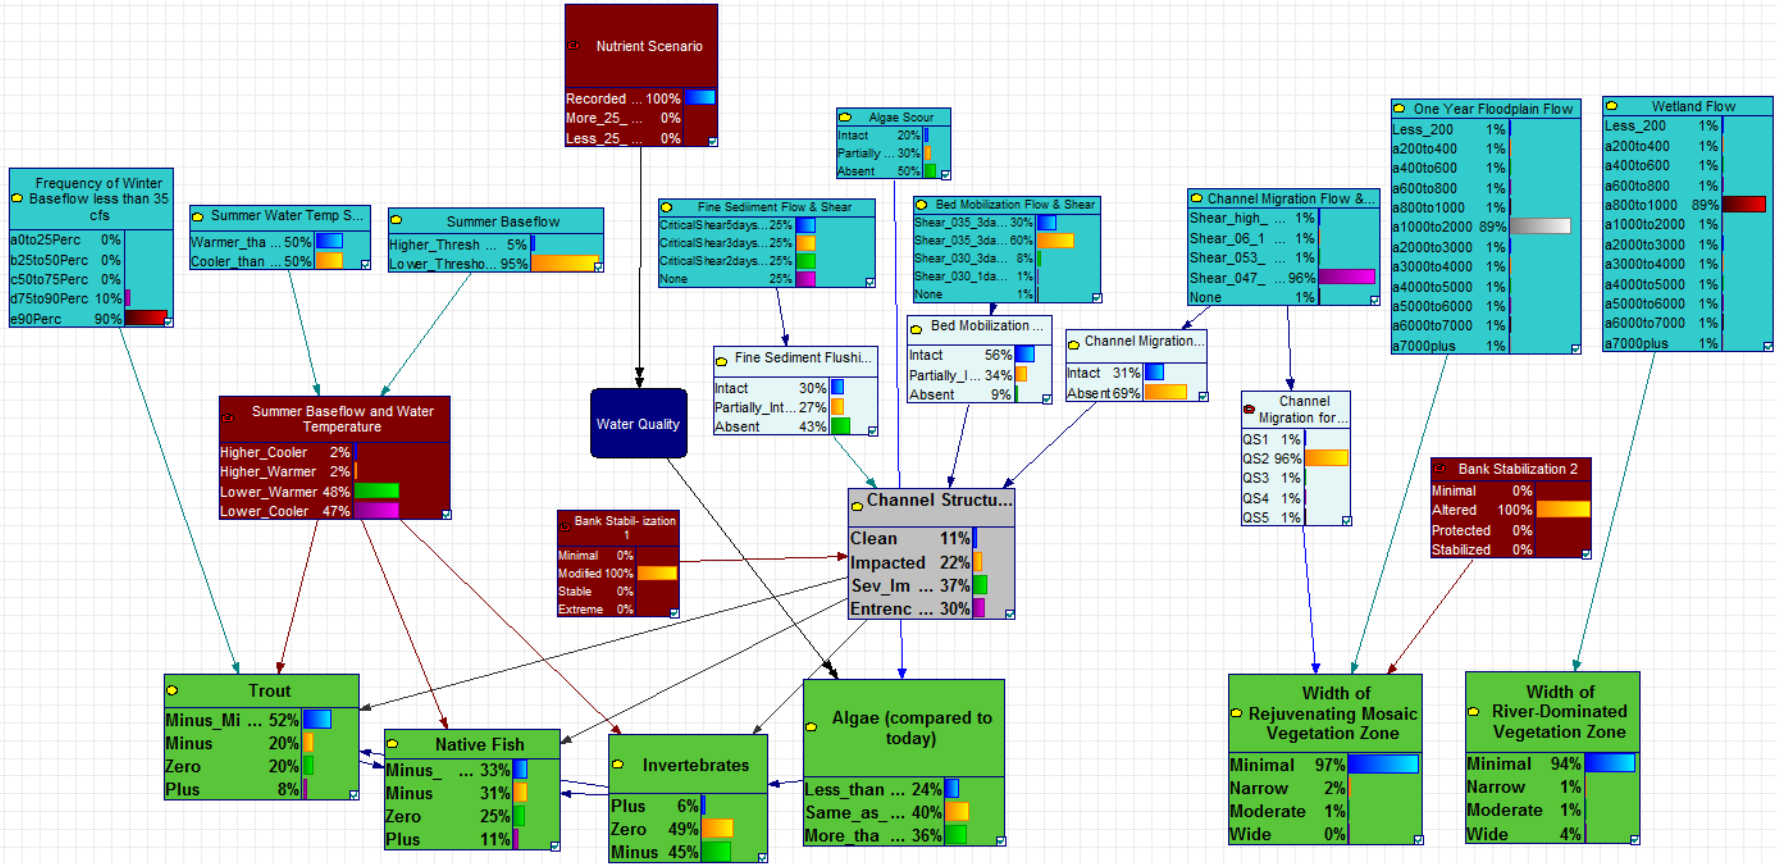 Nutrient Scenario
Recorded ... 100%
More_25_ ... 0%
Less_25_ ... 0%
Algae Scour
Intact 20%
Partially ... 30%
Absent 50%
One Year Floodplain Flow
Less_200 1%
a200to400 1%
a400to600 1%
a600to800 1%
a800to1000 1%
a1000to2000 89%
a2000to3000 1%
a3000to4000 1%
a4000to5000 1%
a5000to6000 1%
a6000to7000 1%
a7000plus 1%
Wetland Flow
Less_200 1%
a200to400 1%
a400to600 1%
a600to800 1%
a800to1000 89%
a1000to2000 1%
a2000to3000 1%
a3000to4000 1%
a4000to5000 1%
a5000to6000 1%
a6000to7000 1%
a7000plus 1%
Frequency of Winter
Baseflow less than 35
cfs
a0to25Perc 0%
b25to50Perc 0%
c50to75Perc 0%
d75to90Perc 10%
e90Perc 90%
Summer Water Temp S...
Warmer_tha ... 50%
Cooler_than ... 50%
Summer Baseflow
Higher_Thresh ... 5%
Lower_Thresho... 95%
Fine Sediiment Flow & Shear
CriticalShear5days... 25%
CriticalShear3days... 25%
CriticalShear2days... 25%
None 25%
Bed Mobilization Flow & Shear
Shear_035_3da... 30%
Shear_035_3da... 60%
Shear_030_3da... 8%
Shear_030_1da... 1%
None 1%
Channel Migration Flow &...
Shear_high_ ... 1%
Shear_06_1 ... 1%
Shear_053_ ... 1%
Shear_047_ ... 96%
None 1%
Fine Sediment Flushi...
Intact 30%
Partially_Int... 27%
Absent 43%
Bed Mobilization ...
Intact 56%
Partially_I... 34%
Absent 9%
Channel Migration...
Intact 31%
Absent 69%
Channel
Migration for...
QS1 1%
QS2 96%
QS3 1%
QS4 1%
QS5 1%
Summer Baseflow and Water
Temperature
Higher_Cooler 2%
Higher_Warmer 2%
Lower_Warmer 48%
Lower_Cooler 47%
Water Quality
Bank Stabilization 2
Minimal 0%
Altered 100%
Protected 0%
Stabilized 0%
Bank Stabil- ization
1
Minimal 0%
Modified 100%
Stable 0%
Extreme 0%
Channel Structu...
Clean 11%
Impacted 22%
Sev_Im ... 37%
Entrenc ... 30%
Trout
Minus_Mi ... 52%
Minus 20%
Zero 20%
Plus 8%
Native Fish
Minus_ ... 33%
Minus 31%
Zero 25%
Plus 11%
Invertebrates
Plus 6%
Zero 49%
Minus 45%
Algae (compared to
today)
Less_than ... 24%
Same_as_ ... 40%
More_tha ... 36%
Width of
Rejuvenating Mosaic
Vegetation Zone
Minimal 97%
Narrow 2%
Moderate 1%
Wide 0%
Width of
River-Dominated
Vegetation Zone
Minimal 94%
Narrow 1%
Moderate 1%
Wide 4%